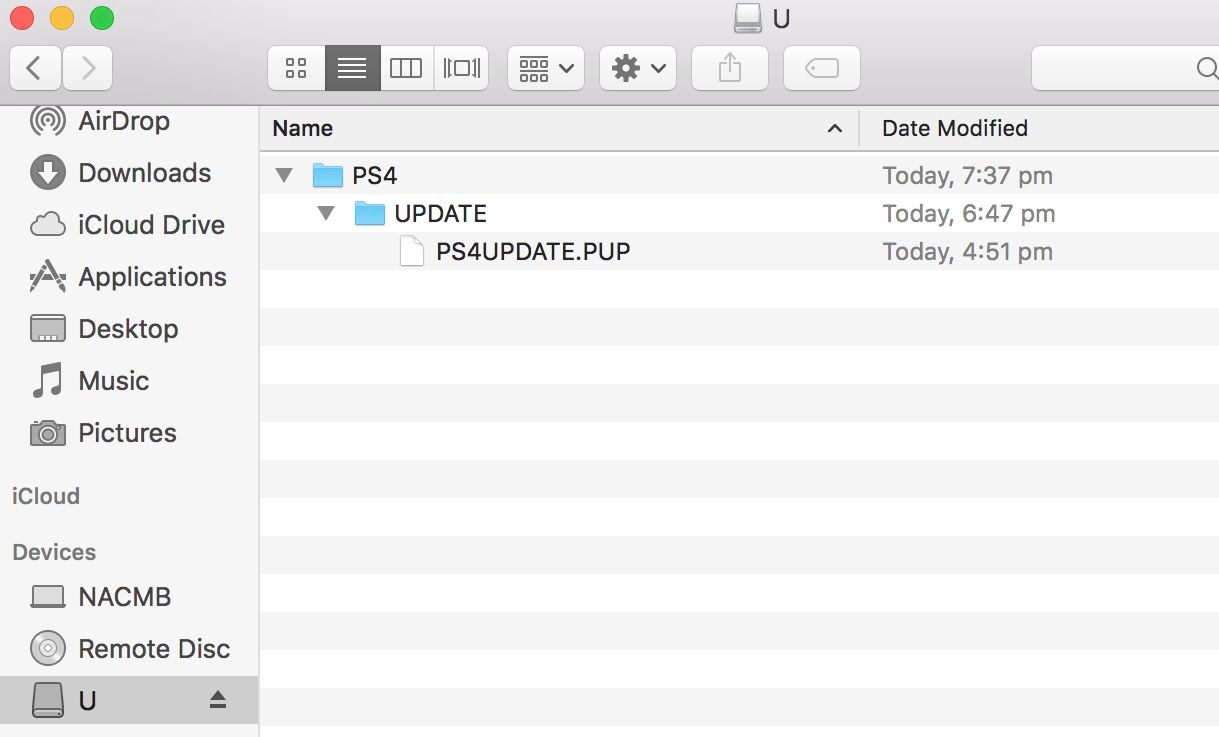 U
AirDrop
Downloads
iCloud Drive
Applications
Desktop
Music
Pictures
iCloud
Devices
NACMB
Remote Disc
U
Name Date Modified
PS4 Today, 7:37 pm
UPDATE Today, 6:47 pm
PS4UPDATE.PUP Today, 4:51 pm